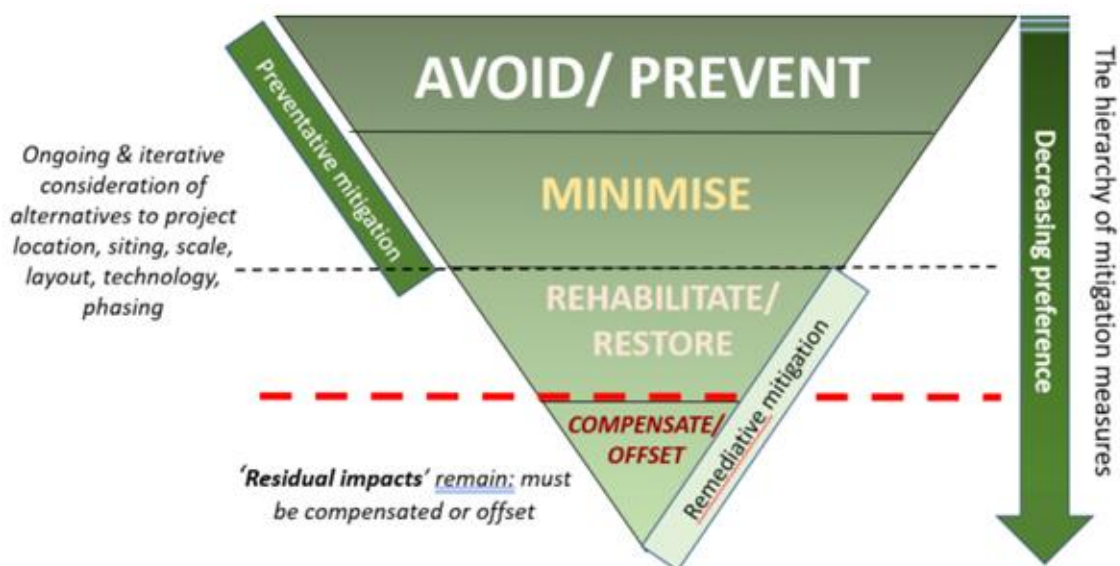 AVOID/ PREVENT
MINIMISE
REHABILITATE/
RESTORE
COMPENSATE/
OFFSET
Preventative mitigation
Remediative mitigation
Ongoing & iterative
consideration of
alternatives to project
location, siting, scale,
layout, technology,
phasing
‘Residual impacts’ remain: must
be compensated or offset
Decreasing preference
The hierarchy of mitigation measures